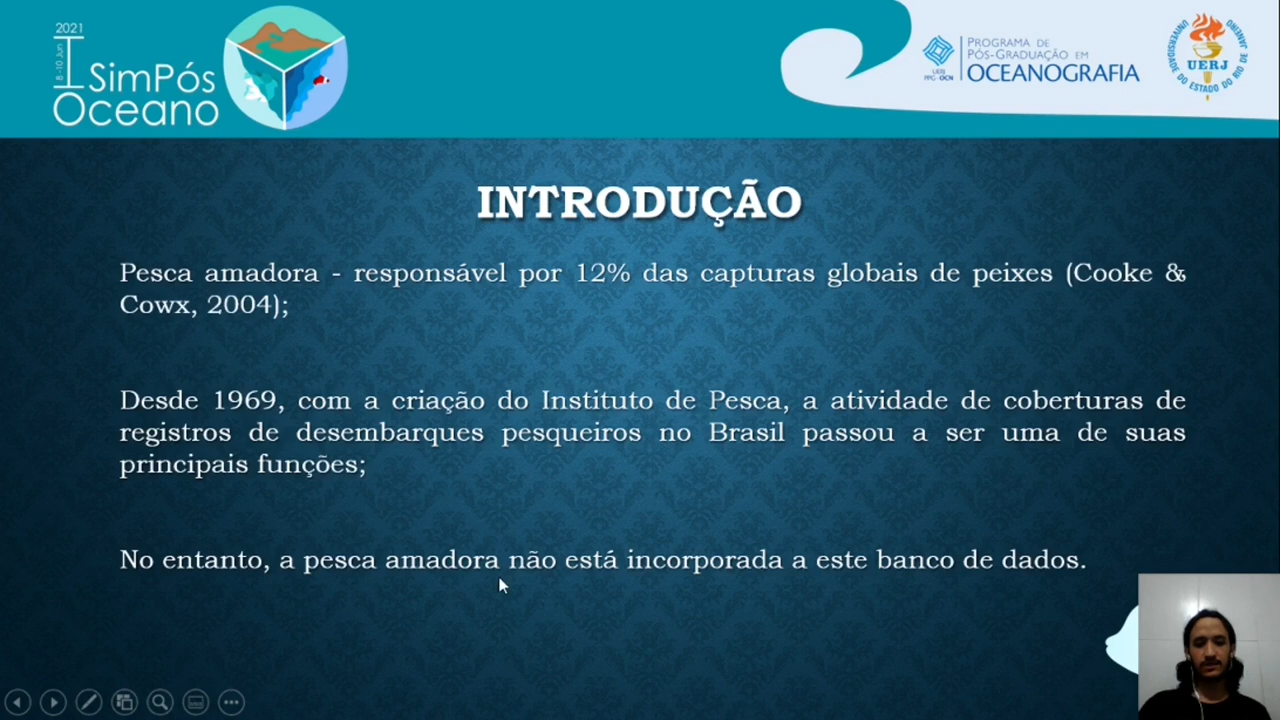 2021
8-10 Jun
I SimPós
Oceano
PROGRAMA DE
PÓS-GRADUAÇÃO EM
OCEANOGRAFIA
UERJ
PPG-OCN
UNIVERSIDADE DO ESTADO DO RIO DE JANEIRO
UERJ
INTRODUÇÃO
Pesca amadora - responsável por 12% das capturas globais de peixes (Cooke &
Cowx, 2004);
Desde 1969, com a criação do Instituto de Pesca, a atividade de coberturas de
registros de desembarques pesqueiros no Brasil passou a ser uma de suas
principais funções;
No entanto, a pesca amadora não está incorporada a este banco de dados.